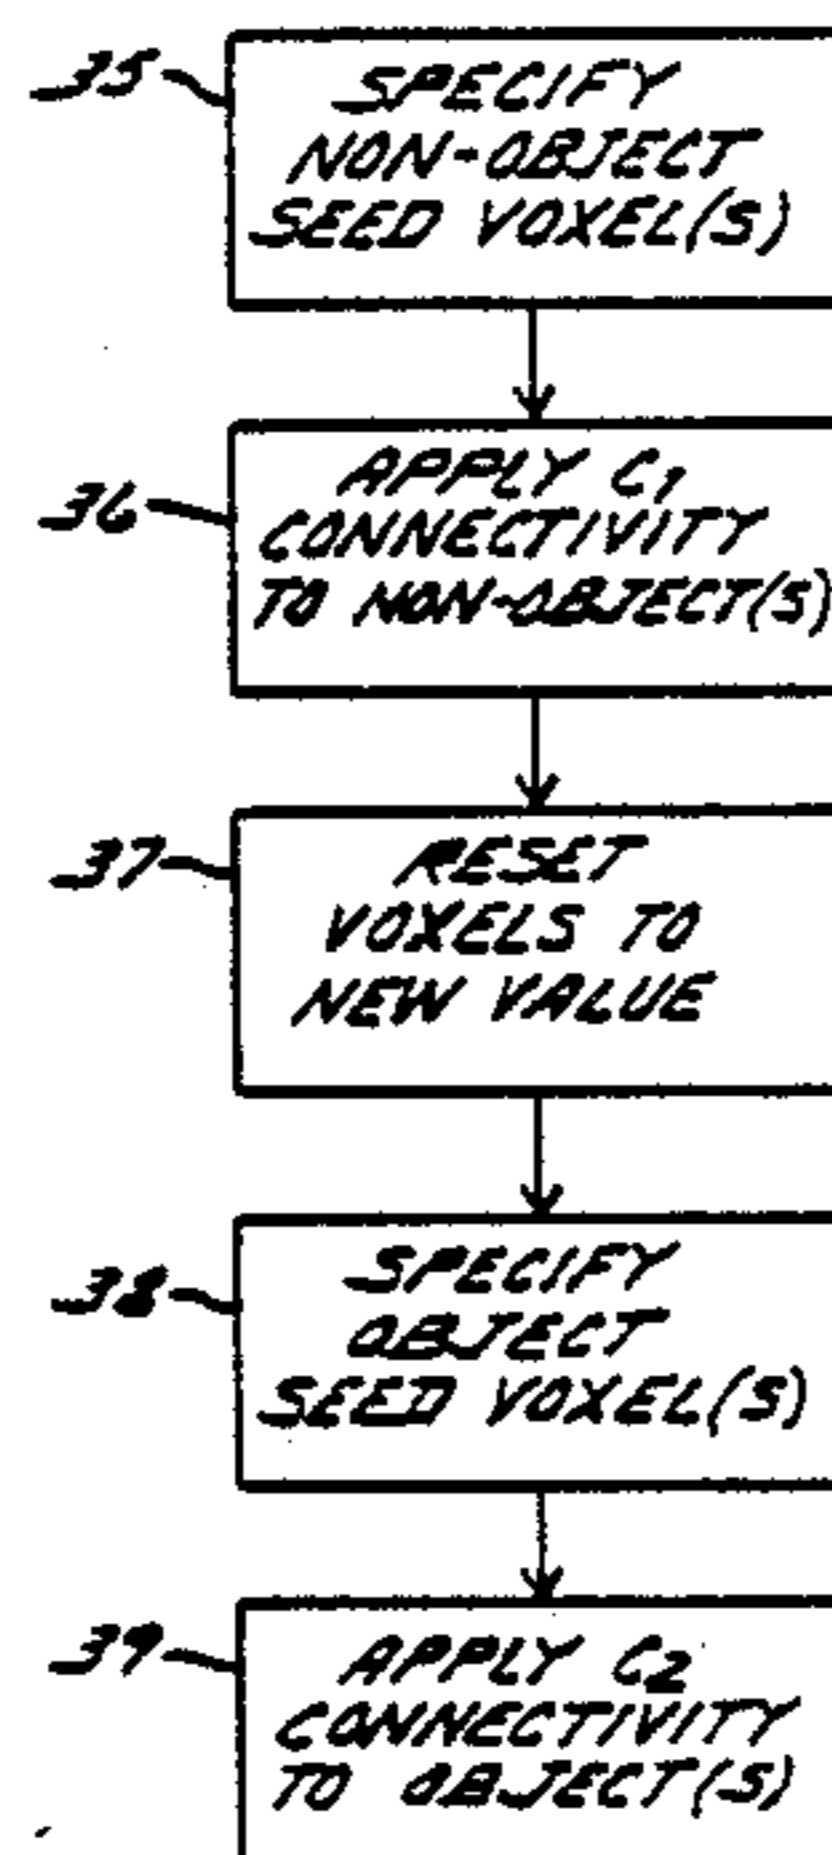 35
SPECIFY
NON-OBJECT
SEED VOXEL(S)
36
APPLY C1
CONNECTIVITY
TO NON-OBJECT(S)
37
RESET
VOXELS TO
NEW VALUE
38
SPECIFY
OBJECT
SEED VOXEL(S)
39
APPLY C2
CONNECTIVITY
TO OBJECT(S)